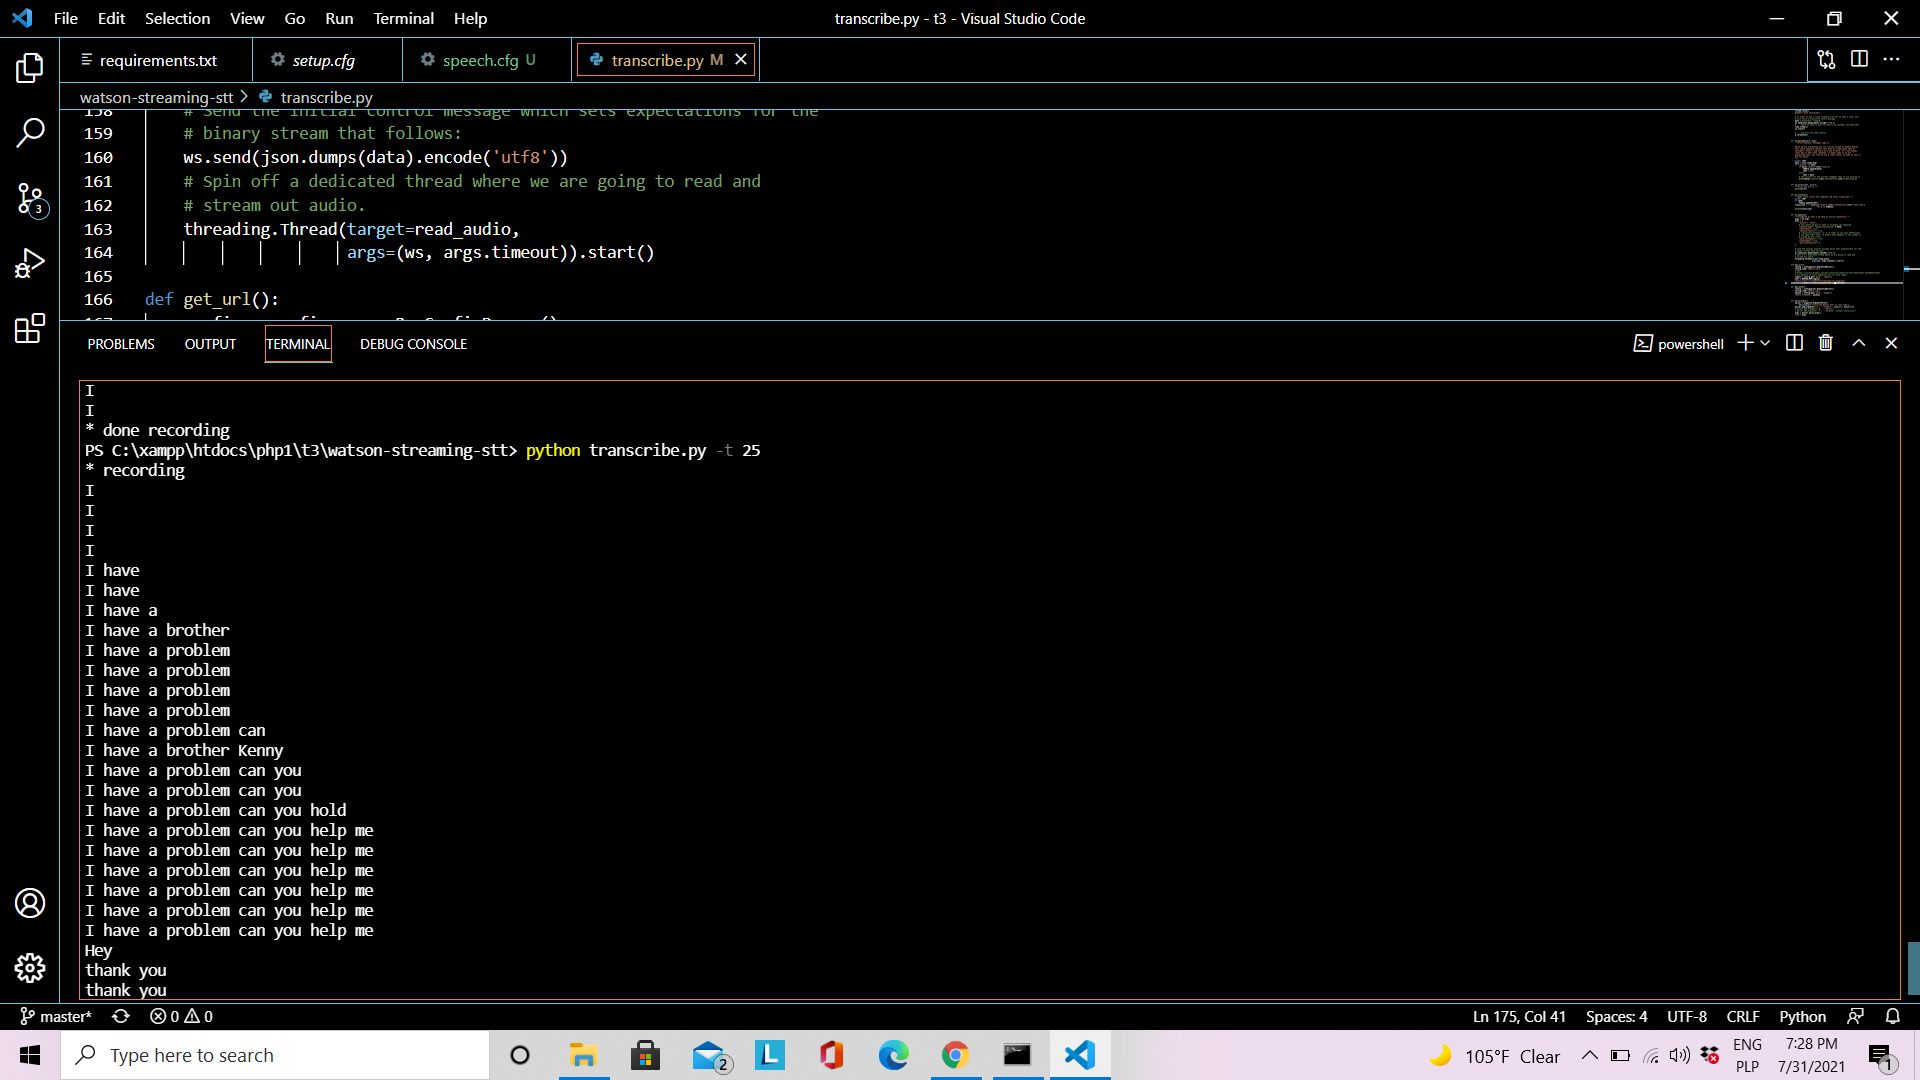 File Edit Selection View Go Run Terminal Help
transcribe.py - t3 - Visual Studio Code
requirements.txt
setup.cfg
speech.cfg U
transcribe.py M
watson-streaming-stt > transcribe.py
158 # Send the initial control message which sets expectations for the
159 # binary stream that follows:
160 ws.send(json.dumps(data).encode('utf8'))
161 # Spin off a dedicated thread where we are going to read and
162 # stream out audio.
163 threading.Thread(target=read_audio,
164 args=(ws, args.timeout)).start()
165
166 def get_url():
3
PROBLEMS OUTPUT TERMINAL DEBUG CONSOLE
powershell
I
I
* done recording
PS C:\xampp\htdocs\php1\t3\watson-streaming-stt> python transcribe.py -t 25
* recording
I
I
I
I
I have
I have
I have a
I have a brother
I have a problem
I have a problem
I have a problem
I have a problem
I have a problem can
I have a brother Kenny
I have a problem can you
I have a problem can you
I have a problem can you hold
I have a problem can you help me
I have a problem can you help me
I have a problem can you help me
I have a problem can you help me
I have a problem can you help me
I have a problem can you help me
Hey
thank you
thank you
master* 0 0
Ln 175, Col 41 Spaces: 4 UTF-8 CRLF Python
Type here to search
2
L
105°F Clear
ENG
PLP
7:28 PM
7/31/2021
1